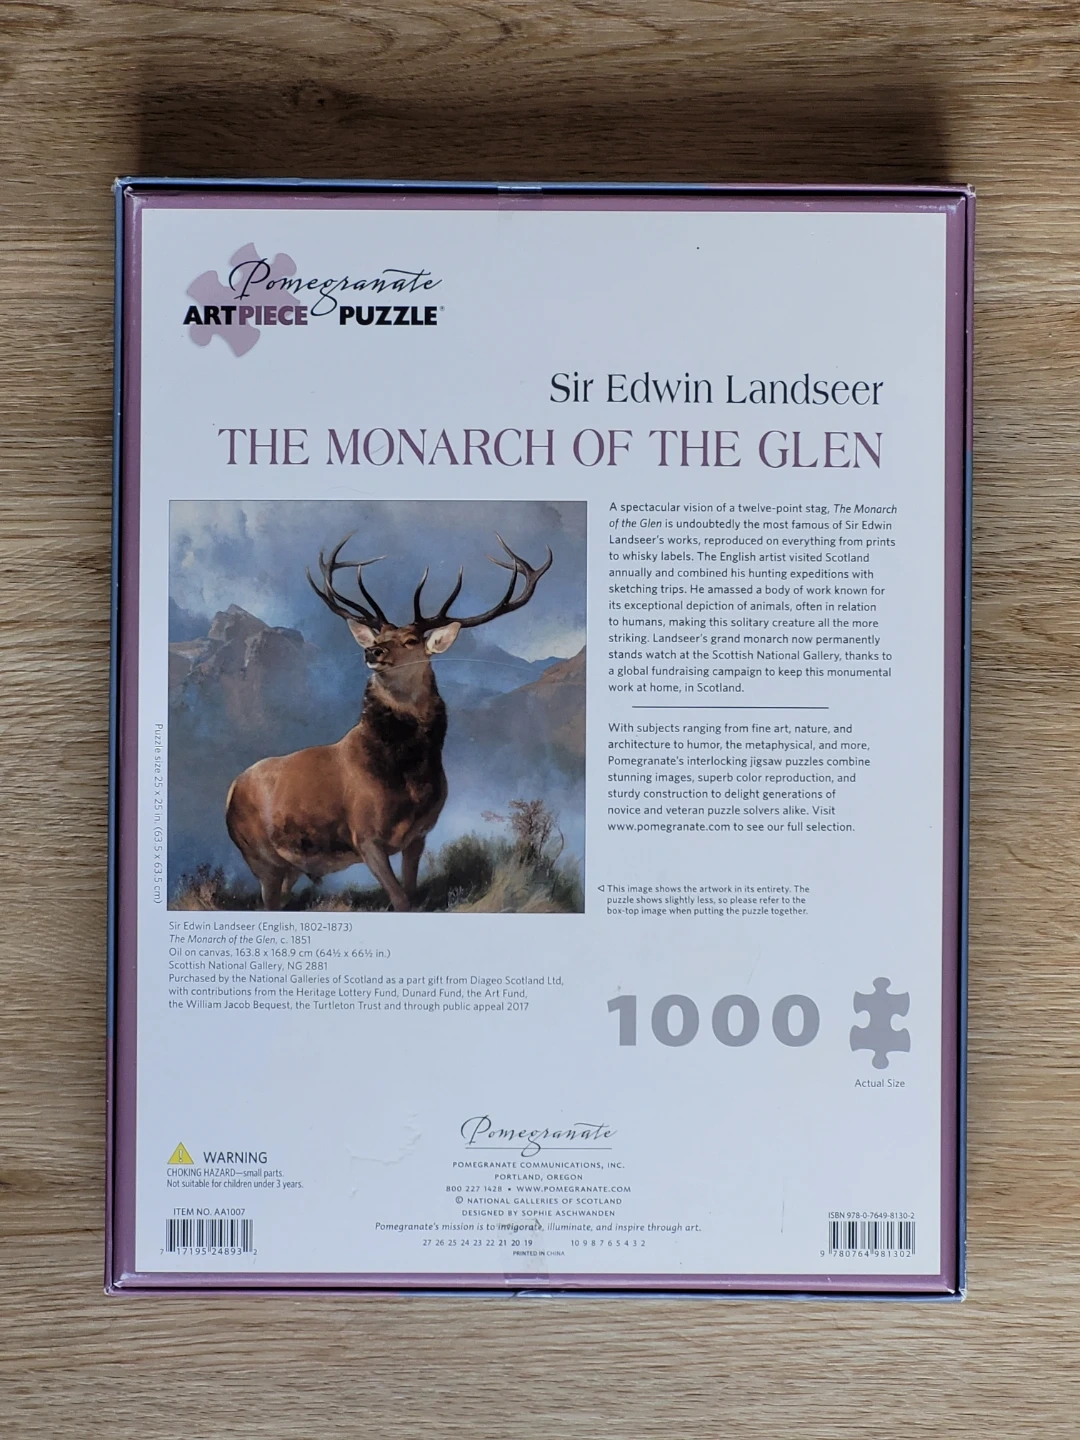 Pomegranate
ARTPIECE PUZZLE®
Sir Edwin Landseer
THE MONARCH OF THE GLEN
A spectacular vision of a twelve-point stag, The Monarch
of the Glen is undoubtedly the most famous of Sir Edwin
Landseer's works, reproduced on everything from prints
to whisky labels. The English artist visited Scotland
annually and combined his hunting expeditions with
sketching trips. He amassed a body of work known for
its exceptional depiction of animals, often in relation
to humans, making this solitary creature all the more
striking. Landseer's grand monarch now permanently
stands watch at the Scottish National Gallery, thanks to
a global fundraising campaign to keep this monumental
work at home, in Scotland.
With subjects ranging from fine art, nature, and
architecture to humor, the metaphysical, and more,
Pomegranate's interlocking jigsaw puzzles combine
stunning images, superb color reproduction, and
sturdy construction to delight generations of
novice and veteran puzzle solvers alike. Visit
www.pomegranate.com to see our full selection.
◁ This image shows the artwork in its entirety. The
puzzle shows slightly less, so please refer to the
box-top image when putting the puzzle together.
Puzzle size 25 x 25 in. (63.5 x 63.5 cm)
Sir Edwin Landseer (English, 1802–1873)
The Monarch of the Glen, c. 1851
Oil on canvas, 163.8 x 168.9 cm (64½ x 66½ in.)
Scottish National Gallery, NG 2881
Purchased by the National Galleries of Scotland as a part gift from Diageo Scotland Ltd,
with contributions from the Heritage Lottery Fund, Dunard Fund, the Art Fund,
the William Jacob Bequest, the Turtleton Trust and through public appeal 2017
1000
Actual Size
Pomegranate
POMEGRANATE COMMUNICATIONS, INC.
PORTLAND, OREGON
800 227 1428 • WWW.POMEGRANATE.COM
© NATIONAL GALLERIES OF SCOTLAND
DESIGNED BY SOPHIE ASCHWANDEN
Pomegranate's mission is to invigorate, illuminate, and inspire through art.
27 26 25 24 23 22 21 20 19 10 9 8 7 6 5 4 3 2
PRINTED IN CHINA
WARNING
CHOKING HAZARD—small parts.
Not suitable for children under 3 years.
ITEM NO. AA1007
7 17195 24893 2
ISBN 978-0-7649-8130-2
9 780764 981302